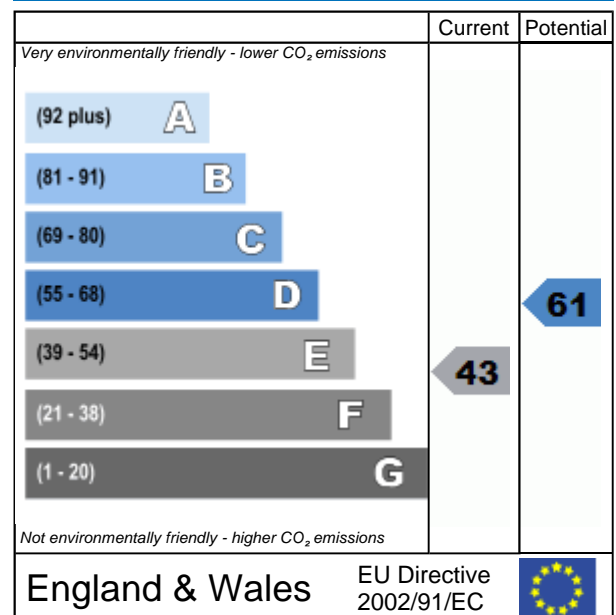 Current Potential
Very environmentally friendly - lower CO₂ emissions
(92 plus) A
(81 - 91) B
(69 - 80) C
(55 - 68) D
61
(39 - 54) E
43
(21 - 38) F
(1 - 20) G
Not environmentally friendly - higher CO₂ emissions
England & Wales
EU Directive
2002/91/EC